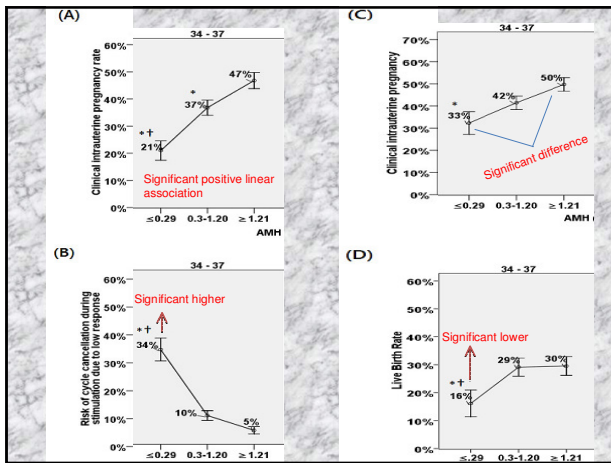 (A)
34 - 37
Clinical intrauterine pregnancy rate
60%
50%
40%
30%
20%
10%
0%
47%
*
37%
* †
21%
Significant positive linear
association
≤0.29
0.3-1.20
≥ 1.21
AMH
(C)
34 - 37
Clinical intrauterine pregnancy
70%
60%
50%
40%
30%
20%
10%
0%
50%
42%
*
33%
Significant difference
≤0.29
0.3-1.20
≥ 1.21
AMH (
(B)
34 - 37
Risk of cycle cancellation during
stimulation due to low response
60%
50%
40%
30%
20%
10%
0%
Significant higher
* †
34%
10%
5%
≤0.29
0.3-1.20
≥ 1.21
(D)
34 - 37
Live Birth Rate
60%
50%
40%
30%
20%
10%
0%
Significant lower
29%
30%
* †
16%
≤.29
0.3-1.20
≥ 1.21